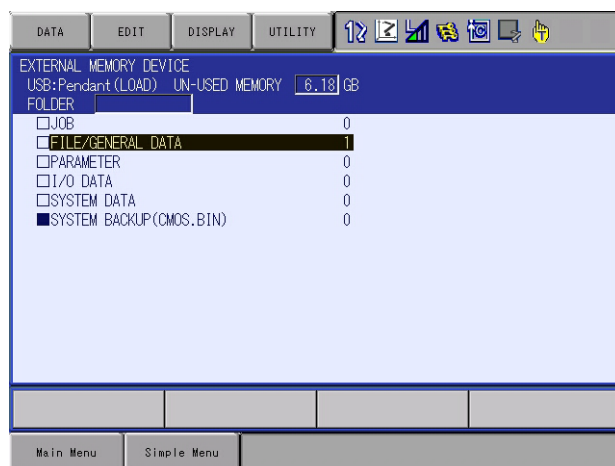 DATA EDIT DISPLAY UTILITY
EXTERNAL MEMORY DEVICE
USB:Pendant(LOAD) UN-USED MEMORY 6.18 GB
FOLDER
JOB 0
FILE/GENERAL DATA 1
PARAMETER 0
I/O DATA 0
SYSTEM DATA 0
SYSTEM BACKUP(CMOS.BIN) 0
Main Menu Simple Menu